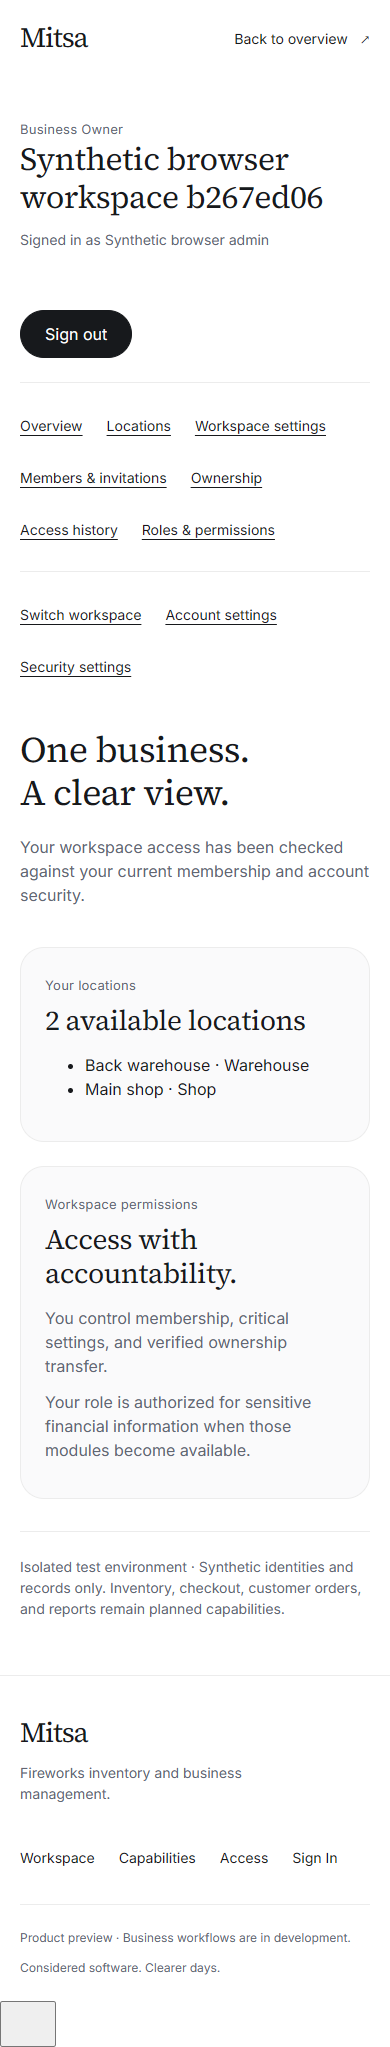 Mitsa
Back to overview ↗
Business Owner
Synthetic browser
workspace b267ed06
Signed in as Synthetic browser admin
Sign out
Overview Locations Workspace settings
Members & invitations Ownership
Access history Roles & permissions
Switch workspace Account settings
Security settings
One business.
A clear view.
Your workspace access has been checked
against your current membership and account
security.
Your locations
2 available locations
• Back warehouse · Warehouse
• Main shop · Shop
Workspace permissions
Access with
accountability.
You control membership, critical
settings, and verified ownership
transfer.
Your role is authorized for sensitive
financial information when those
modules become available.
Isolated test environment · Synthetic identities and
records only. Inventory, checkout, customer orders,
and reports remain planned capabilities.
Mitsa
Fireworks inventory and business
management.
Workspace Capabilities Access Sign In
Product preview · Business workflows are in development.
Considered software. Clearer days.